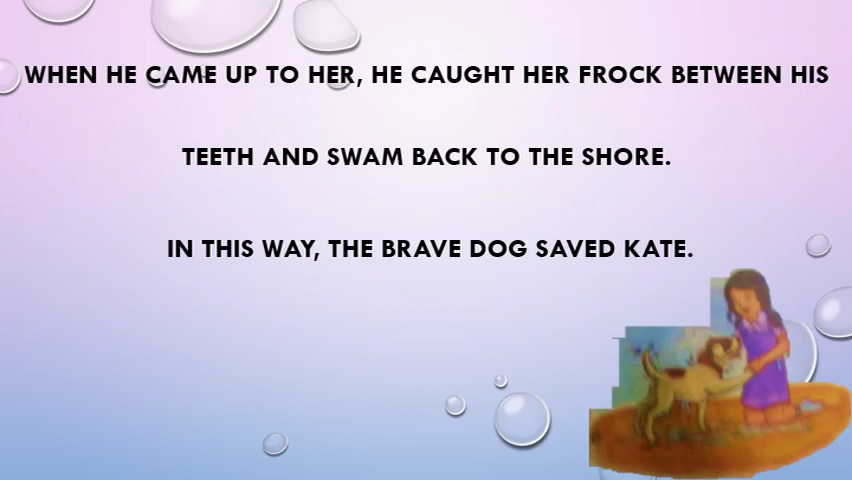 WHEN HE CAME UP TO HER, HE CAUGHT HER FROCK BETWEEN HIS
TEETH AND SWAM BACK TO THE SHORE.
IN THIS WAY, THE BRAVE DOG SAVED KATE.